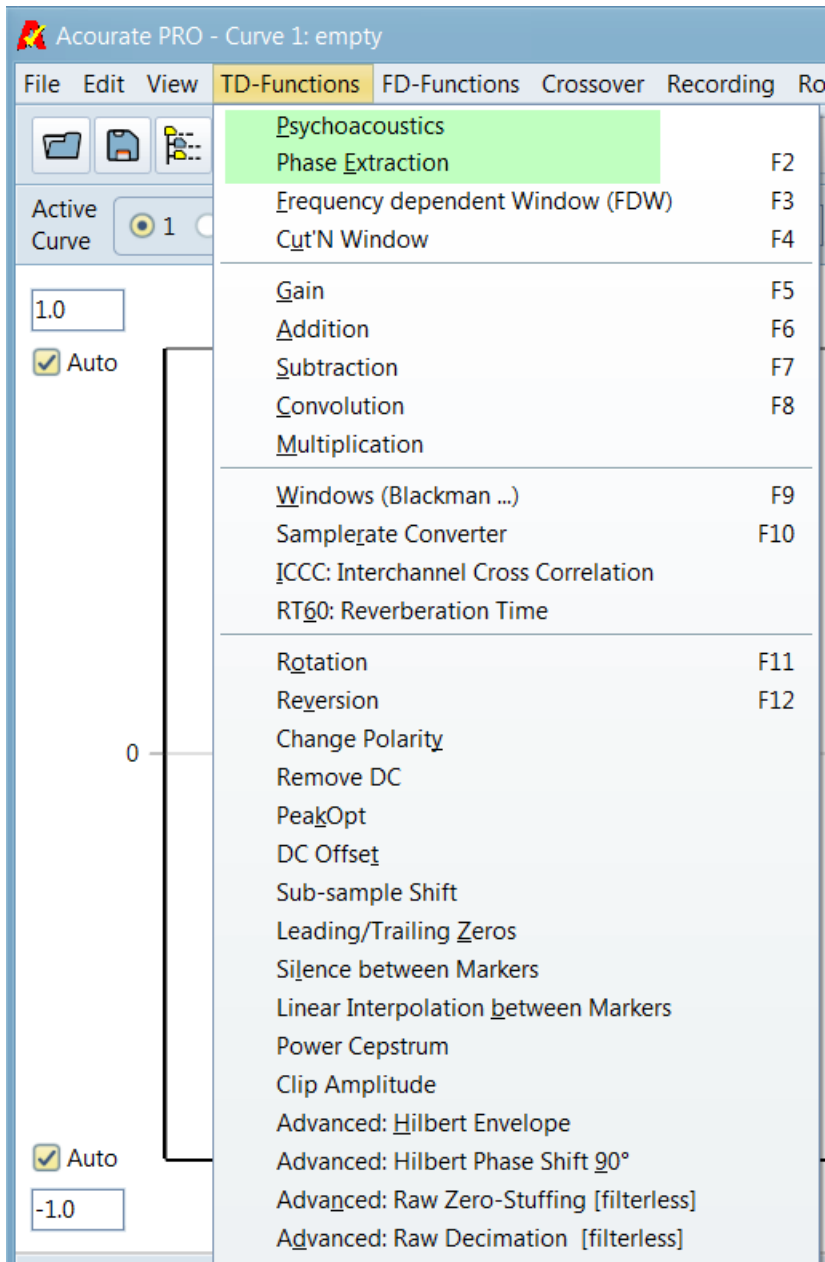 Acourate PRO - Curve 1: empty
File Edit View TD-Functions FD-Functions Crossover Recording Ro
Active Curve 1
1.0
Auto
0
Auto
-1.0
Psychoacoustics
Phase Extraction F2
Frequency dependent Window (FDW) F3
Cut'N Window F4
Gain F5
Addition F6
Subtraction F7
Convolution F8
Multiplication
Windows (Blackman ...) F9
Samplerate Converter F10
ICCC: Interchannel Cross Correlation
RT60: Reverberation Time
Rotation F11
Reversion F12
Change Polarity
Remove DC
PeakOpt
DC Offset
Sub-sample Shift
Leading/Trailing Zeros
Silence between Markers
Linear Interpolation between Markers
Power Cepstrum
Clip Amplitude
Advanced: Hilbert Envelope
Advanced: Hilbert Phase Shift 90°
Advanced: Raw Zero-Stuffing [filterless]
Advanced: Raw Decimation [filterless]